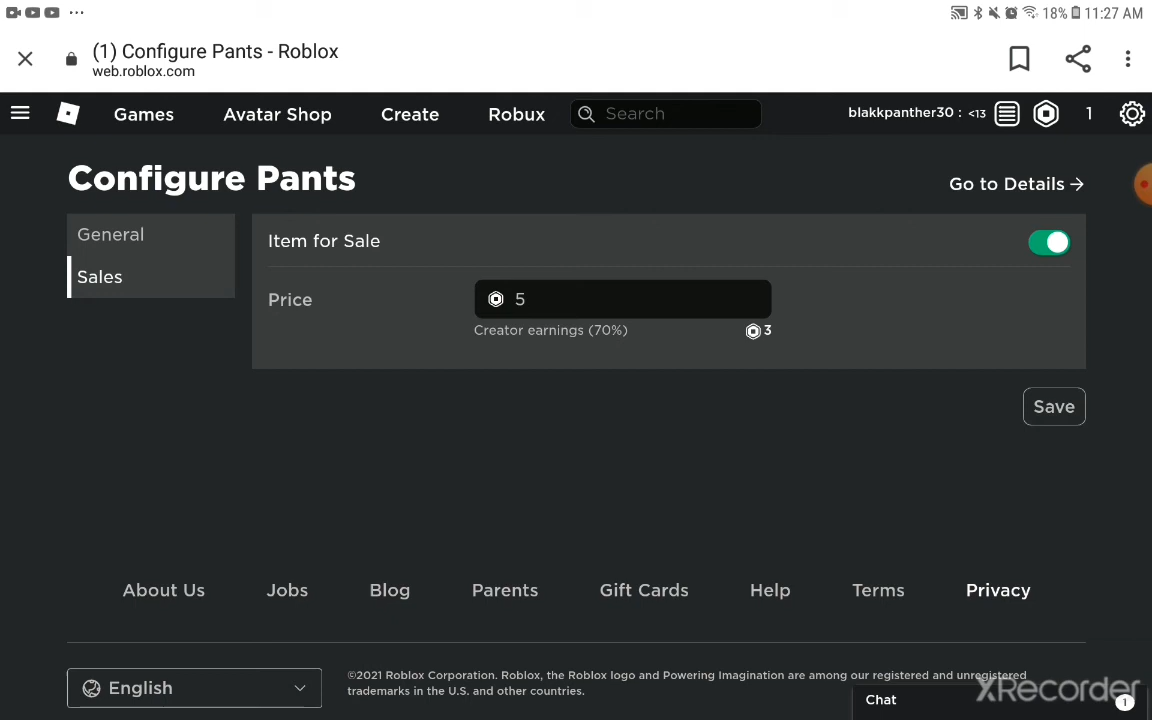 18% 11:27 AM
(1) Configure Pants - Roblox
web.roblox.com
Games Avatar Shop Create Robux Search blakkpanther30 : <13 1
Configure Pants
Go to Details
General
Sales
Item for Sale
Price 5
Creator earnings (70%) 3
Save
About Us Jobs Blog Parents Gift Cards Help Terms Privacy
English
©2021 Roblox Corporation. Roblox, the Roblox logo and Powering Imagination are among our registered and unregistered
trademarks in the U.S. and other countries.
Chat 1
XRecorder